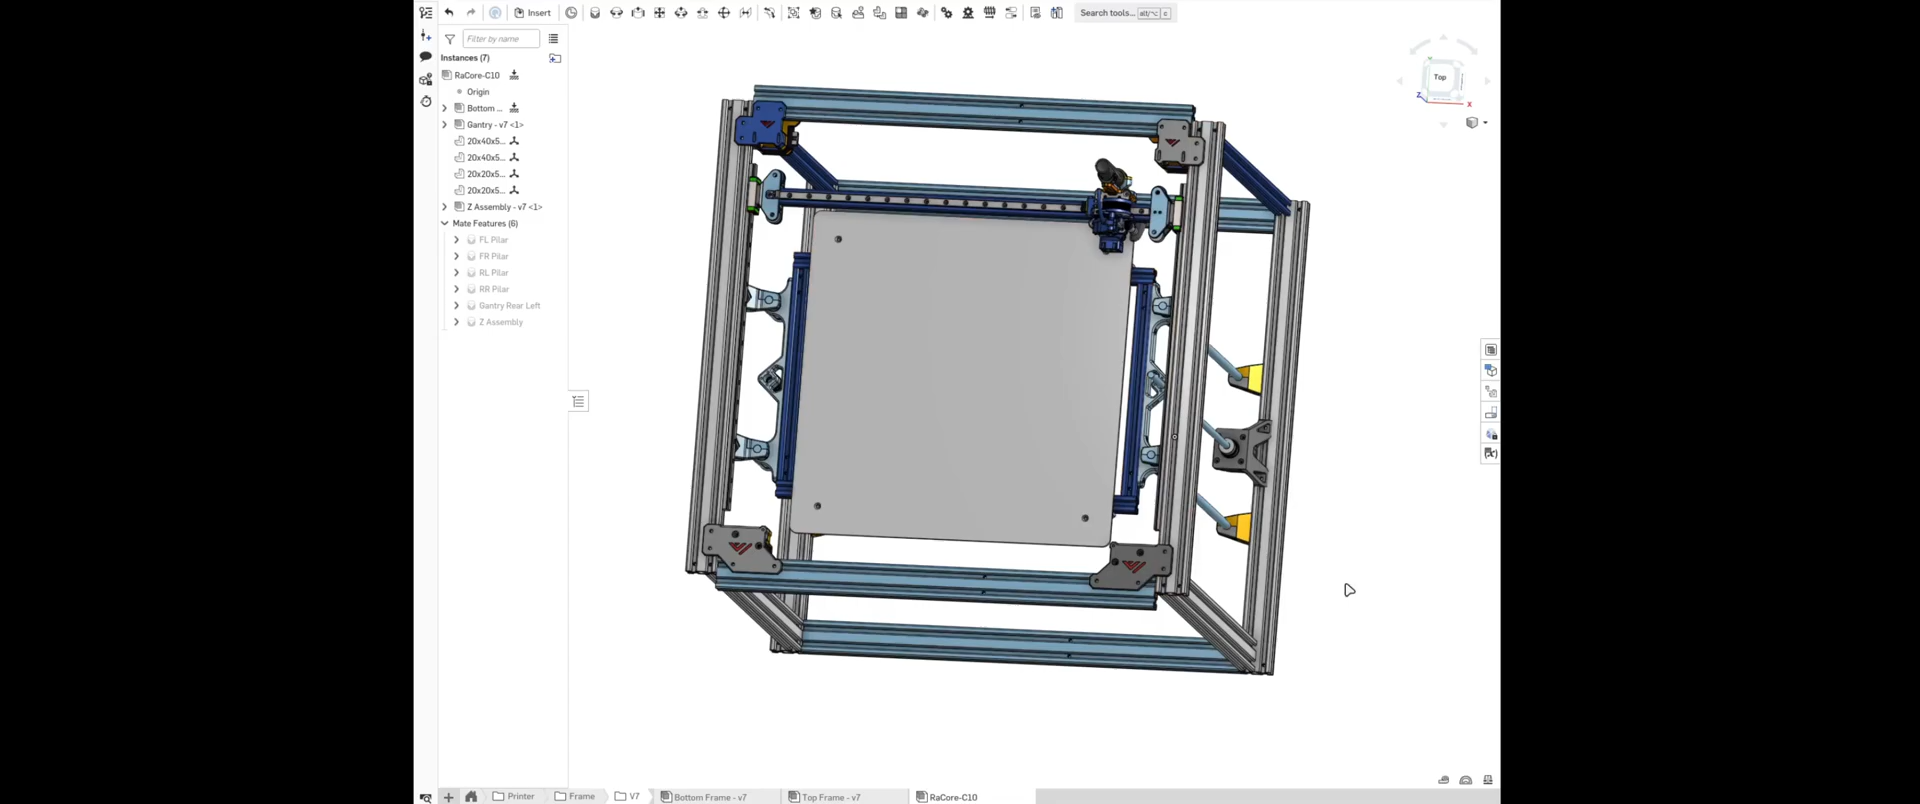 Insert
Search tools... alt/⌥ c
Filter by name
Instances (7)
RaCore-C10
Origin
Bottom ...
Gantry - v7 <1>
20x40x5...
20x40x5...
20x20x5...
20x20x5...
Z Assembly - v7 <1>
Mate Features (6)
FL Pilar
FR Pilar
RL Pilar
RR Pilar
Gantry Rear Left
Z Assembly
Top
Z
X
Printer
Frame
V7
Bottom Frame - v7
Top Frame - v7
RaCore-C10